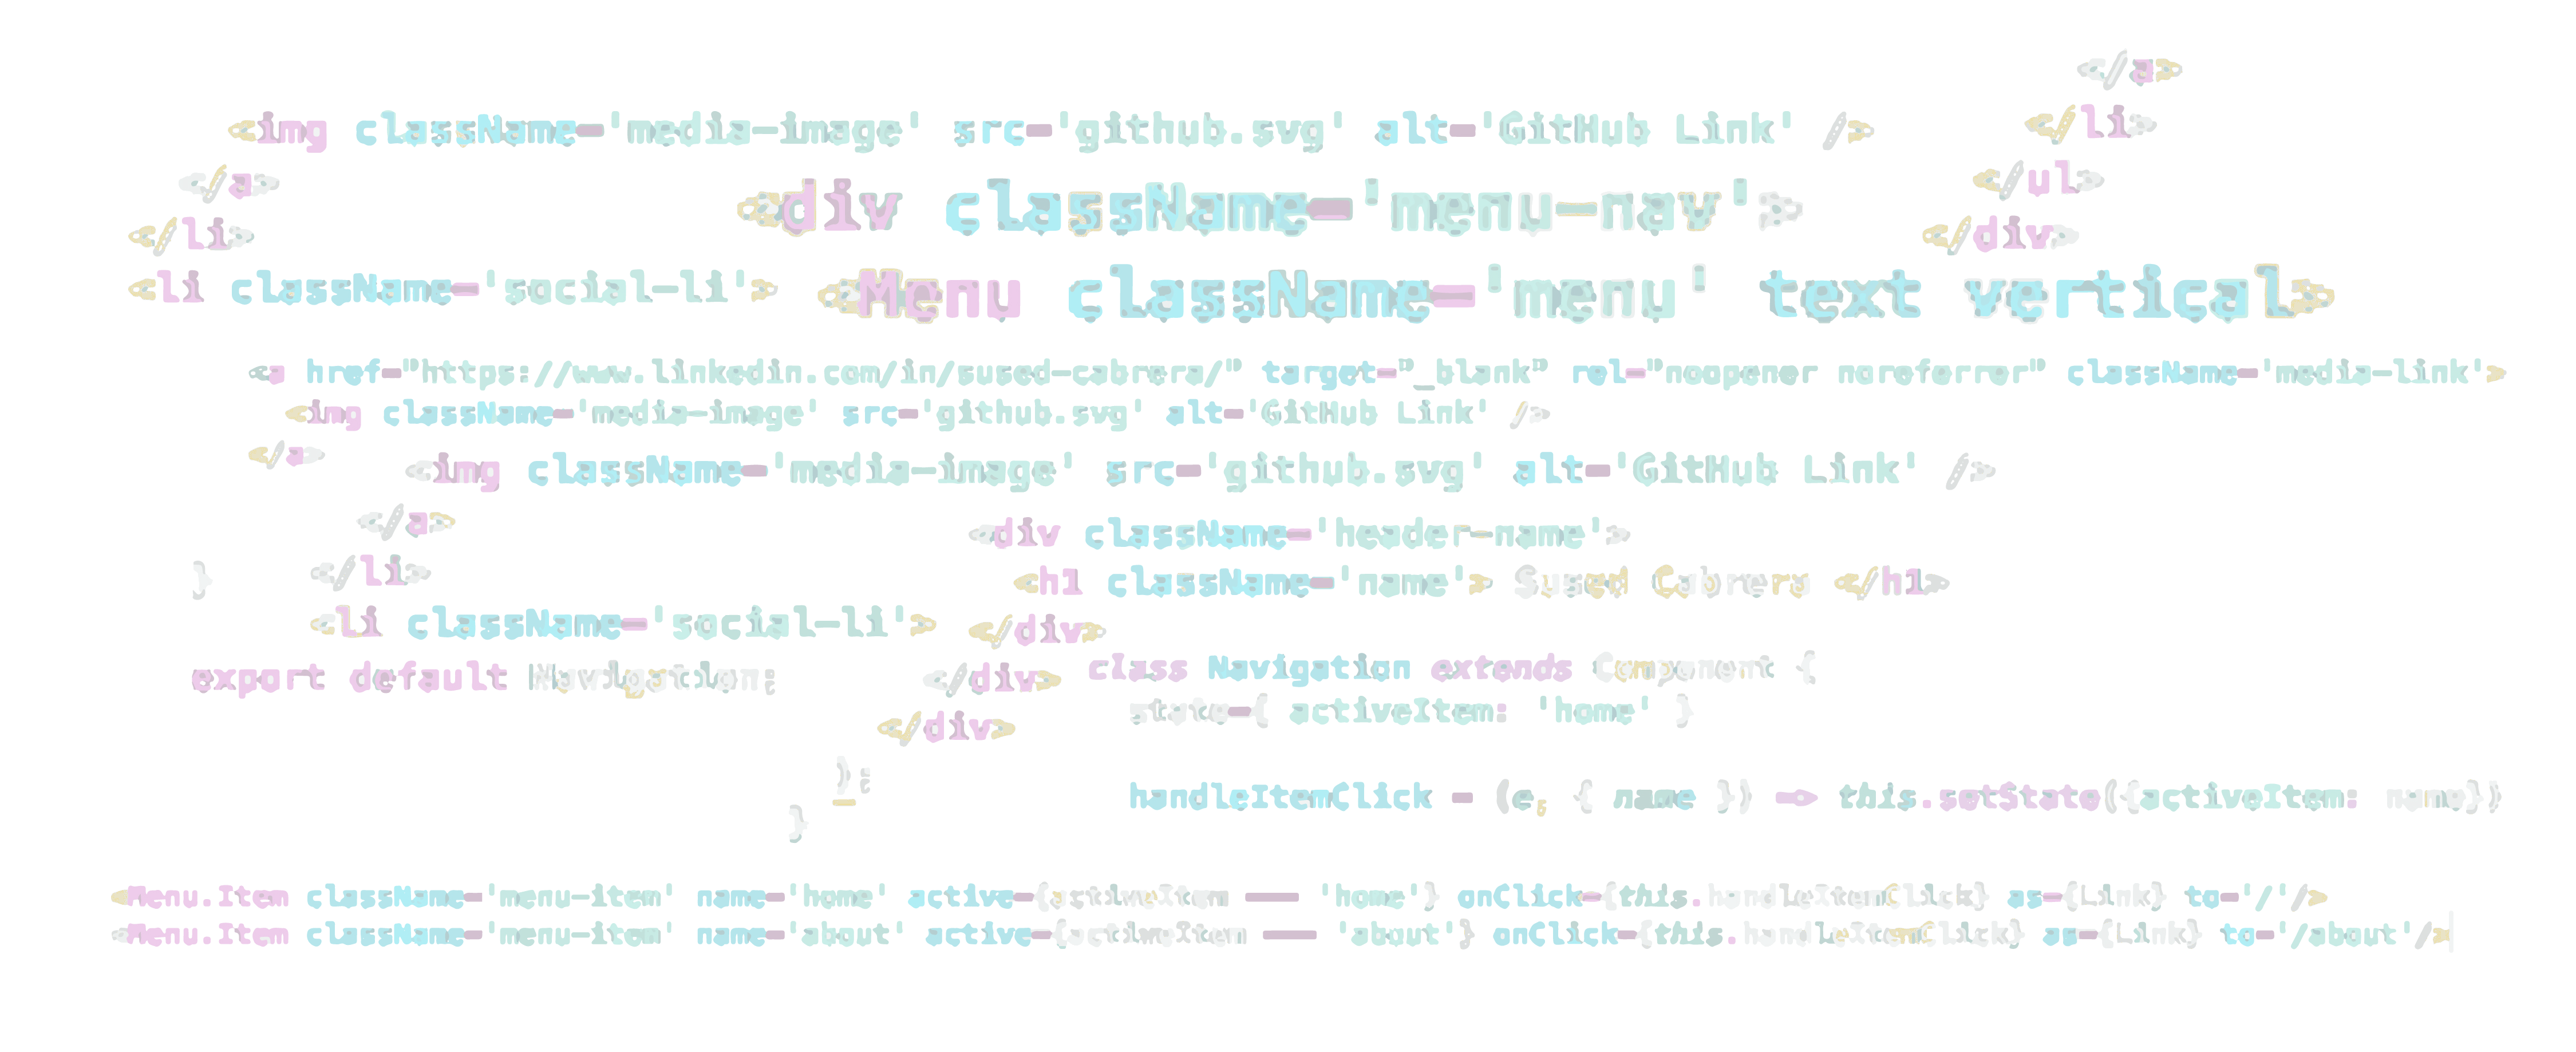 </a>
<img className='media-image' src='github.svg' alt='GitHub Link' />
</li>
</a>
<div className='menu-nav'>
</ul>
</li>
</div>
<li className='social-li'>
<Menu className='menu' text vertical>
<a href="https://www.linkedin.com/in/sused-cabrera/" target="_blank" rel="noopener noreferrer" className='media-link'>
<img className='media-image' src='github.svg' alt='GitHub Link' />
</a>
<img className='media-image' src='github.svg' alt='GitHub Link' />
</a>
<div className='header-name'>
}
</li>
<h1 className='name'> Sused Cabrera </h1>
<li className='social-li'>
</div>
export default Navigation;
</div>
class Navigation extends Component {
state={ activeItem: 'home' }
</div>
);
handleItemClick = (e, { name }) => this.setState({activeItem: name})
}
<Menu.Item className='menu-item' name='home' active={activeItem === 'home'} onClick={this.handleItemClick} as={Link} to='/'/>
<Menu.Item className='menu-item' name='about' active={activeItem === 'about'} onClick={this.handleItemClick} as={Link} to='/about'/>